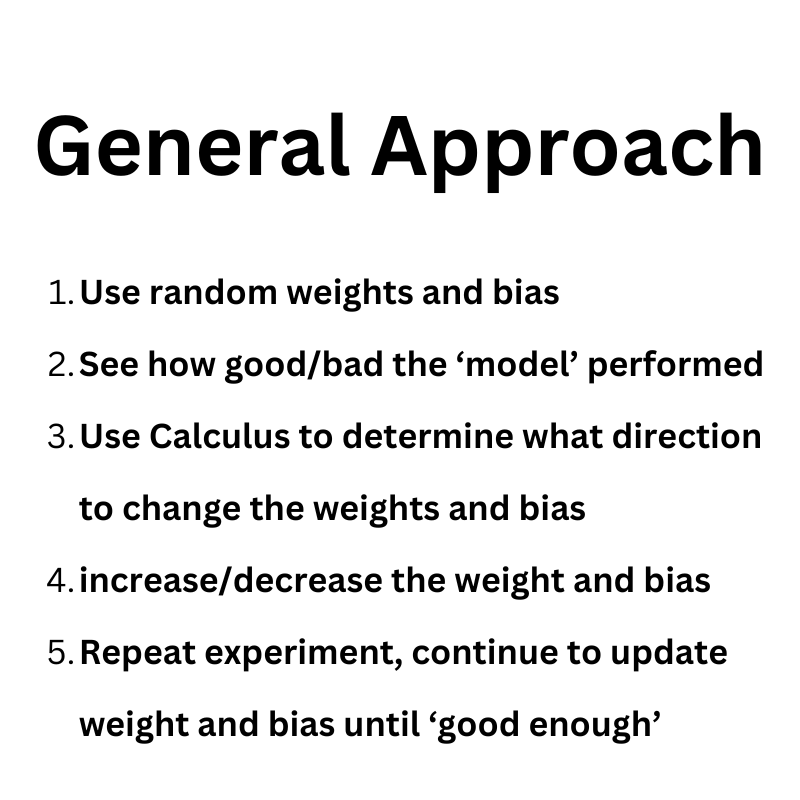 General Approach
1. Use random weights and bias
2. See how good/bad the ‘model’ performed
3. Use Calculus to determine what direction
to change the weights and bias
4. increase/decrease the weight and bias
5. Repeat experiment, continue to update
weight and bias until ‘good enough’